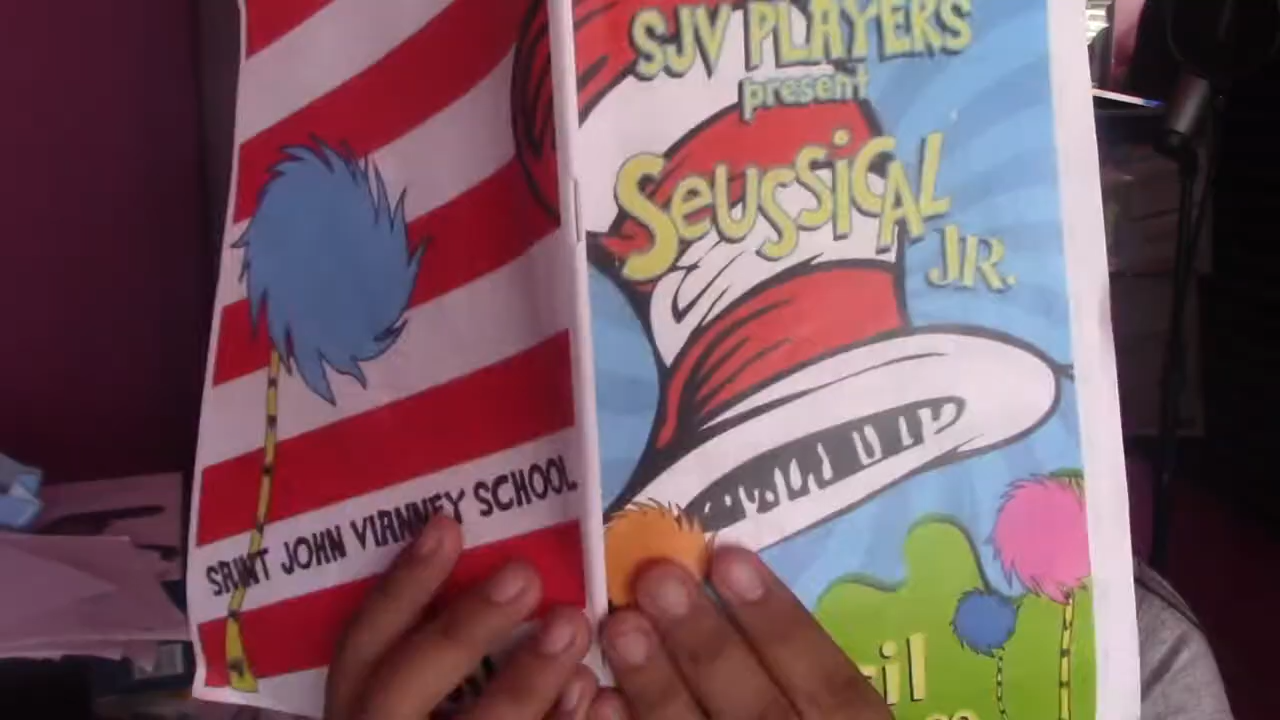 SJV PLAYERS
present
SEUSSICAL
JR.
SAINT JOHN VIANNEY SCHOOL